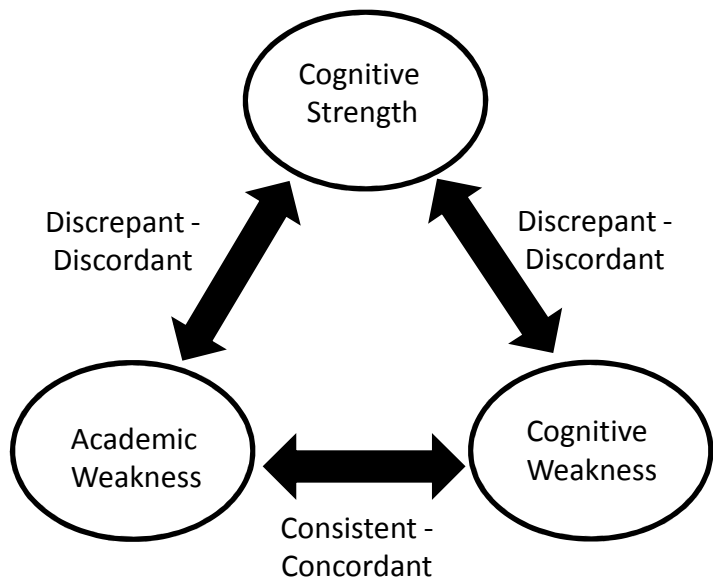 Cognitive
Strength
Discrepant -
Discordant
Discrepant -
Discordant
Academic
Weakness
Cognitive
Weakness
Consistent -
Concordant